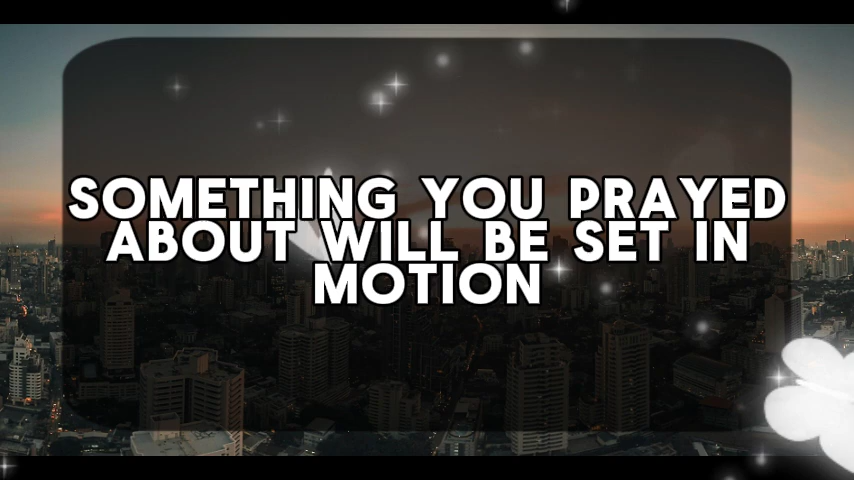 SOMETHING YOU PRAYED
ABOUT WILL BE SET IN
MOTION